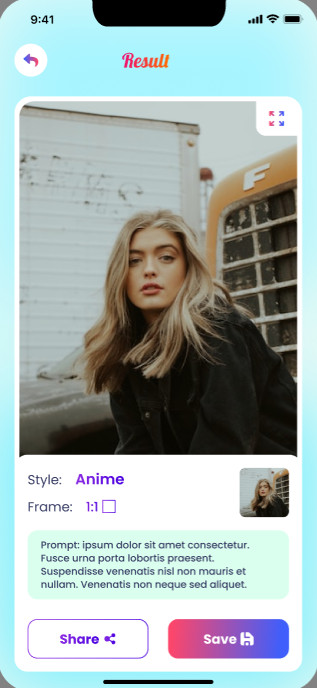 9:41
Result
F
Style: Anime
Frame: 1:1
Prompt: ipsum dolor sit amet consectetur.
Fusce urna porta lobortis praesent.
Suspendisse venenatis nisl non mauris et
nullam. Venenatis non neque sed aliquet.
Share
Save